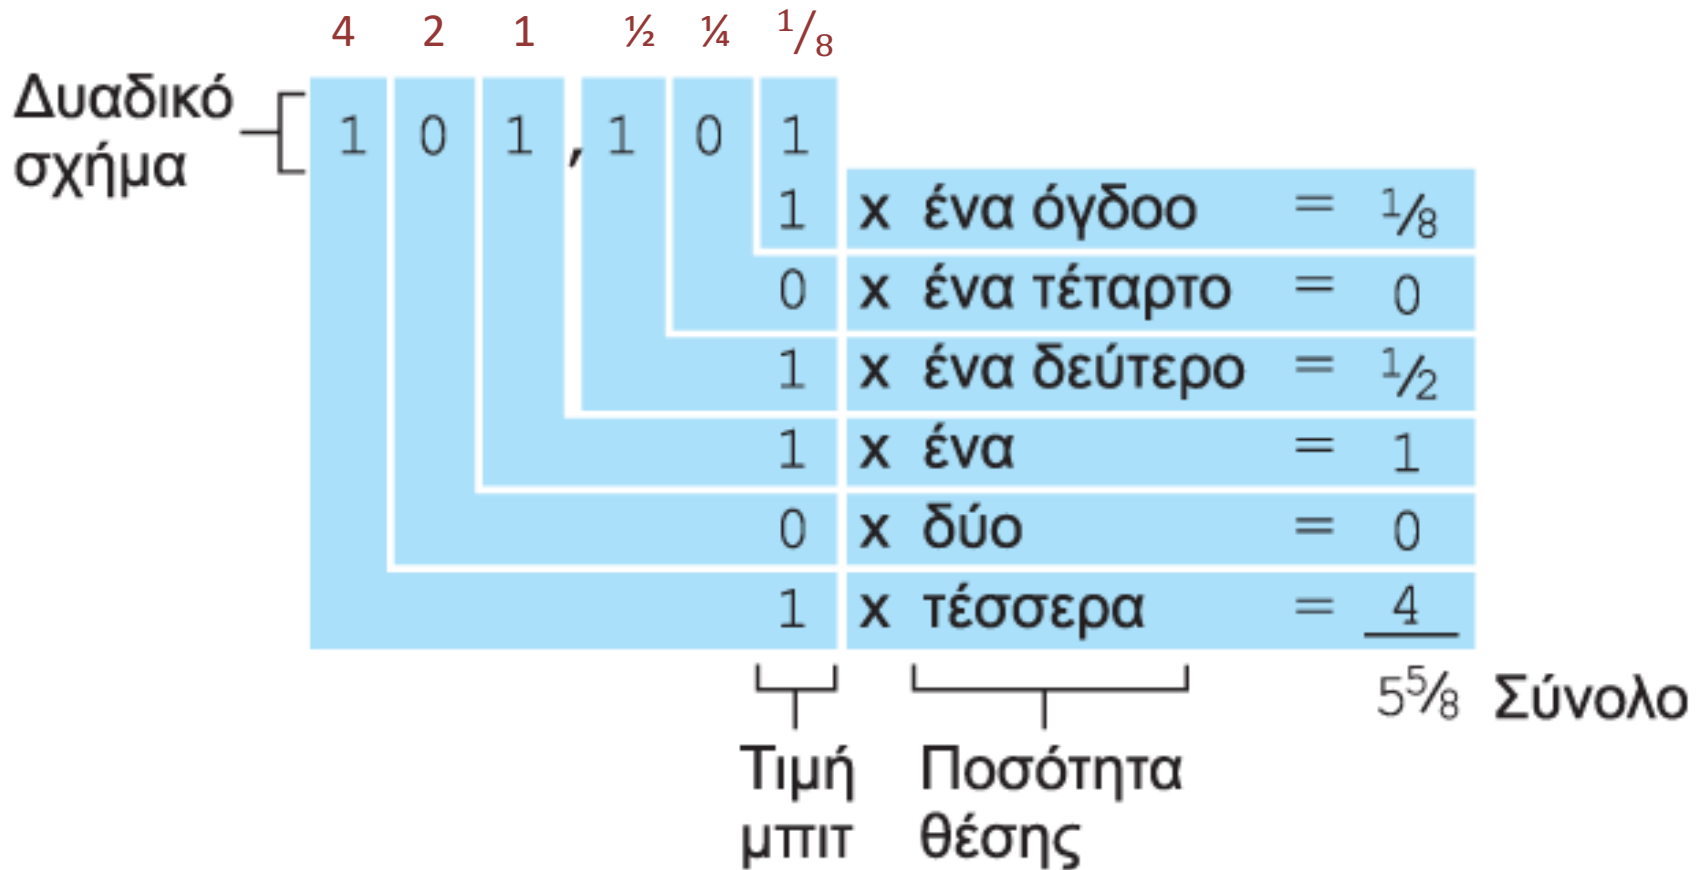 4 2 1 ½ ¼ 1/8
Δυαδικό
σχήμα
1 0 1 , 1 0 1
1 x ένα όγδοο = 1/8
0 x ένα τέταρτο = 0
1 x ένα δεύτερο = 1/2
1 x ένα = 1
0 x δύο = 0
1 x τέσσερα = 4
5 5/8 Σύνολο
Τιμή
μπιτ
Ποσότητα
θέσης